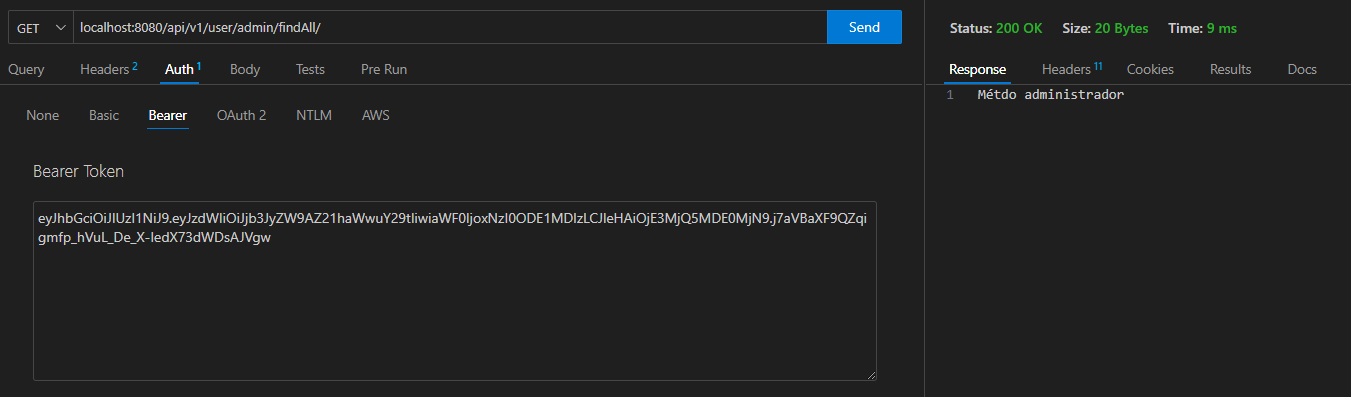 GET
localhost:8080/api/v1/user/admin/findAll/
Send
Query Headers 2 Auth 1 Body Tests Pre Run
None Basic Bearer OAuth 2 NTLM AWS
Bearer Token
eyJhbGciOiJIUzI1NiJ9.eyJzdWIiOiJjb3JyZW9AZ21haWwuY29tIiwiaWF0IjoxNzI0ODE1MDIzLCJleHAiOjE3MjQ5MDE0MjN9.j7aVBaXF9QZqi
gmfp_hVuL_De_X-IedX73dWDsAJVgw
Status: 200 OK Size: 20 Bytes Time: 9 ms
Response Headers 11 Cookies Results Docs
1 Métdo administrador